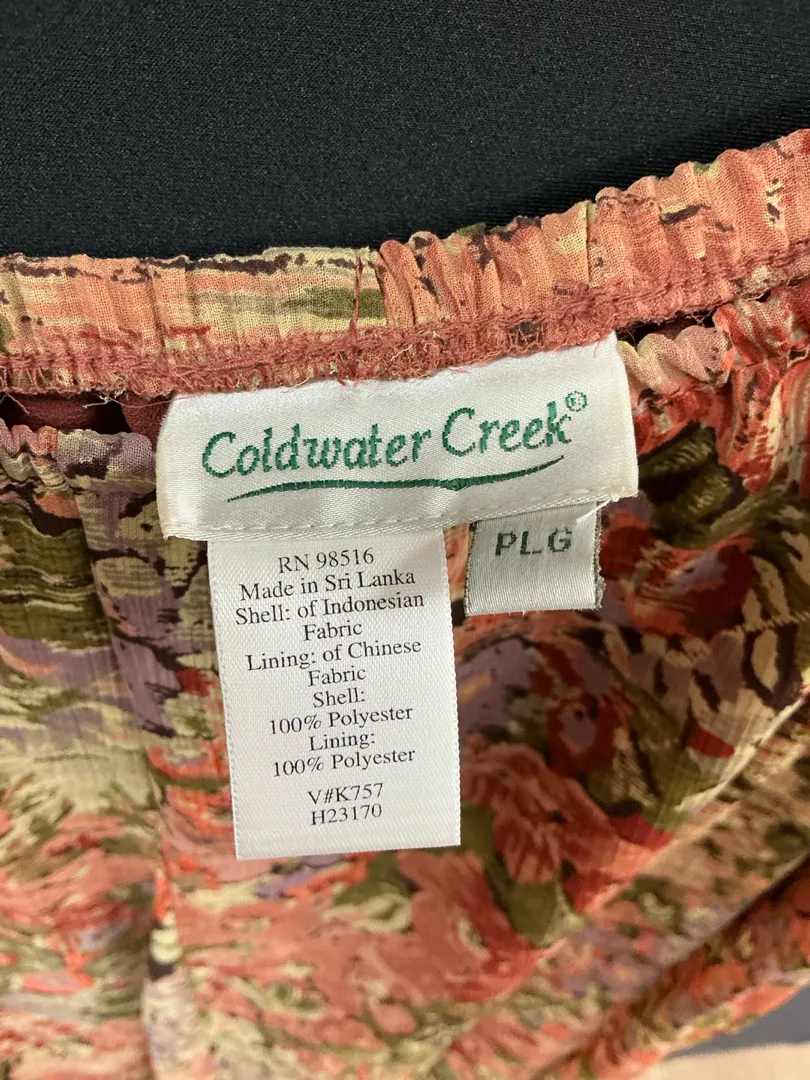 Coldwater Creek®
PLG
RN 98516
Made in Sri Lanka
Shell: of Indonesian
Fabric
Lining: of Chinese
Fabric
Shell:
100% Polyester
Lining:
100% Polyester
V#K757
H23170